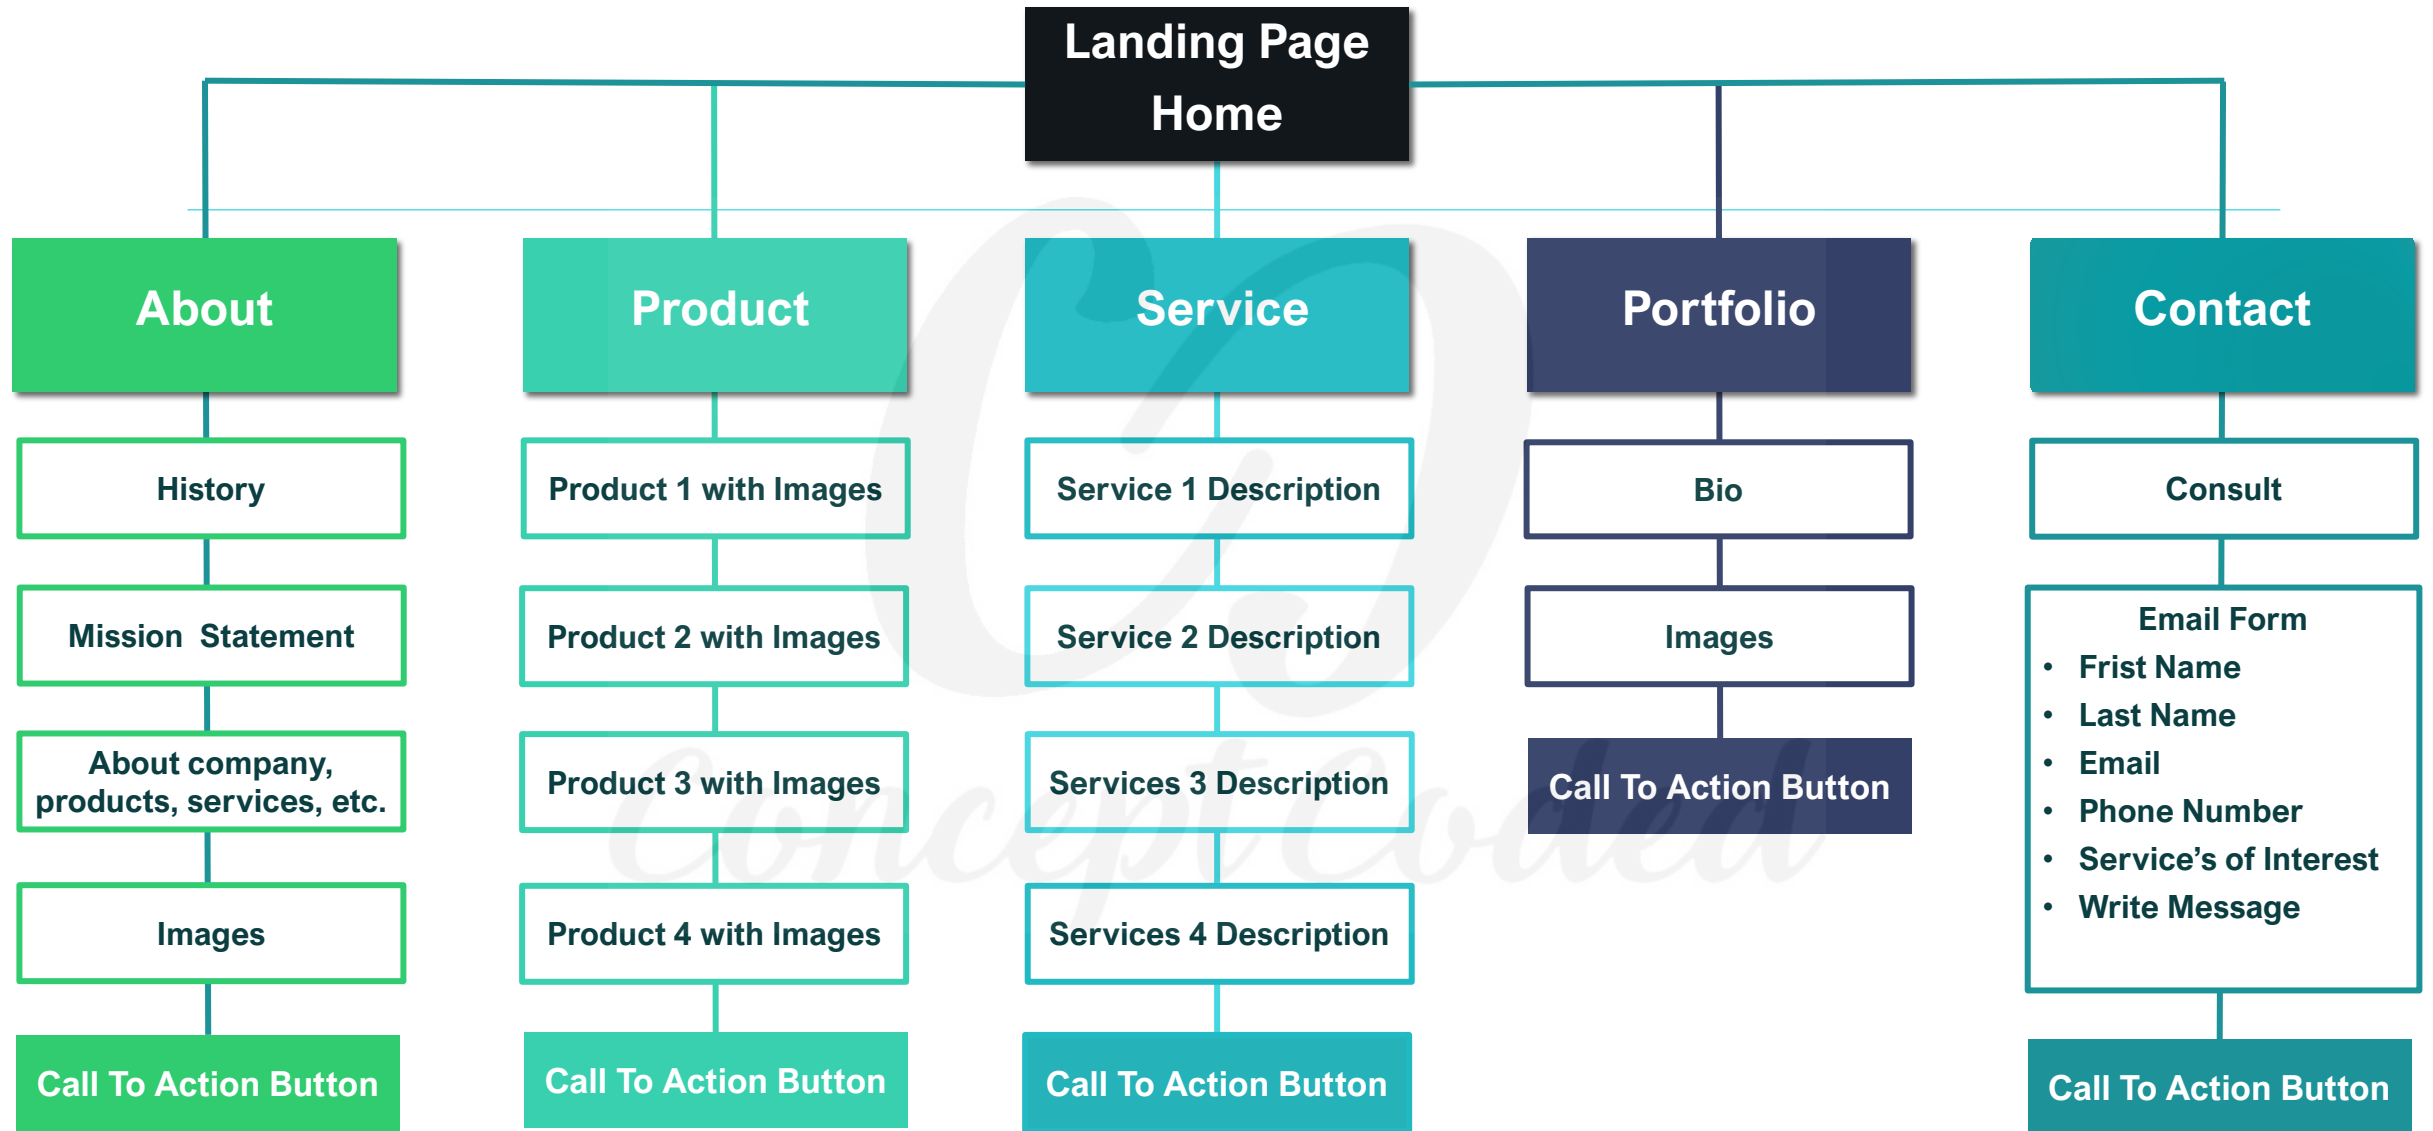 Landing Page
Home
About
Product
Service
Portfolio
Contact
History
Mission Statement
About company,
products, services, etc.
Images
Call To Action Button
Product 1 with Images
Product 2 with Images
Product 3 with Images
Product 4 with Images
Call To Action Button
Service 1 Description
Service 2 Description
Services 3 Description
Services 4 Description
Call To Action Button
Bio
Images
Call To Action Button
Consult
Email Form
• Frist Name
• Last Name
• Email
• Phone Number
• Service’s of Interest
• Write Message
Call To Action Button
CD
ConceptCoded